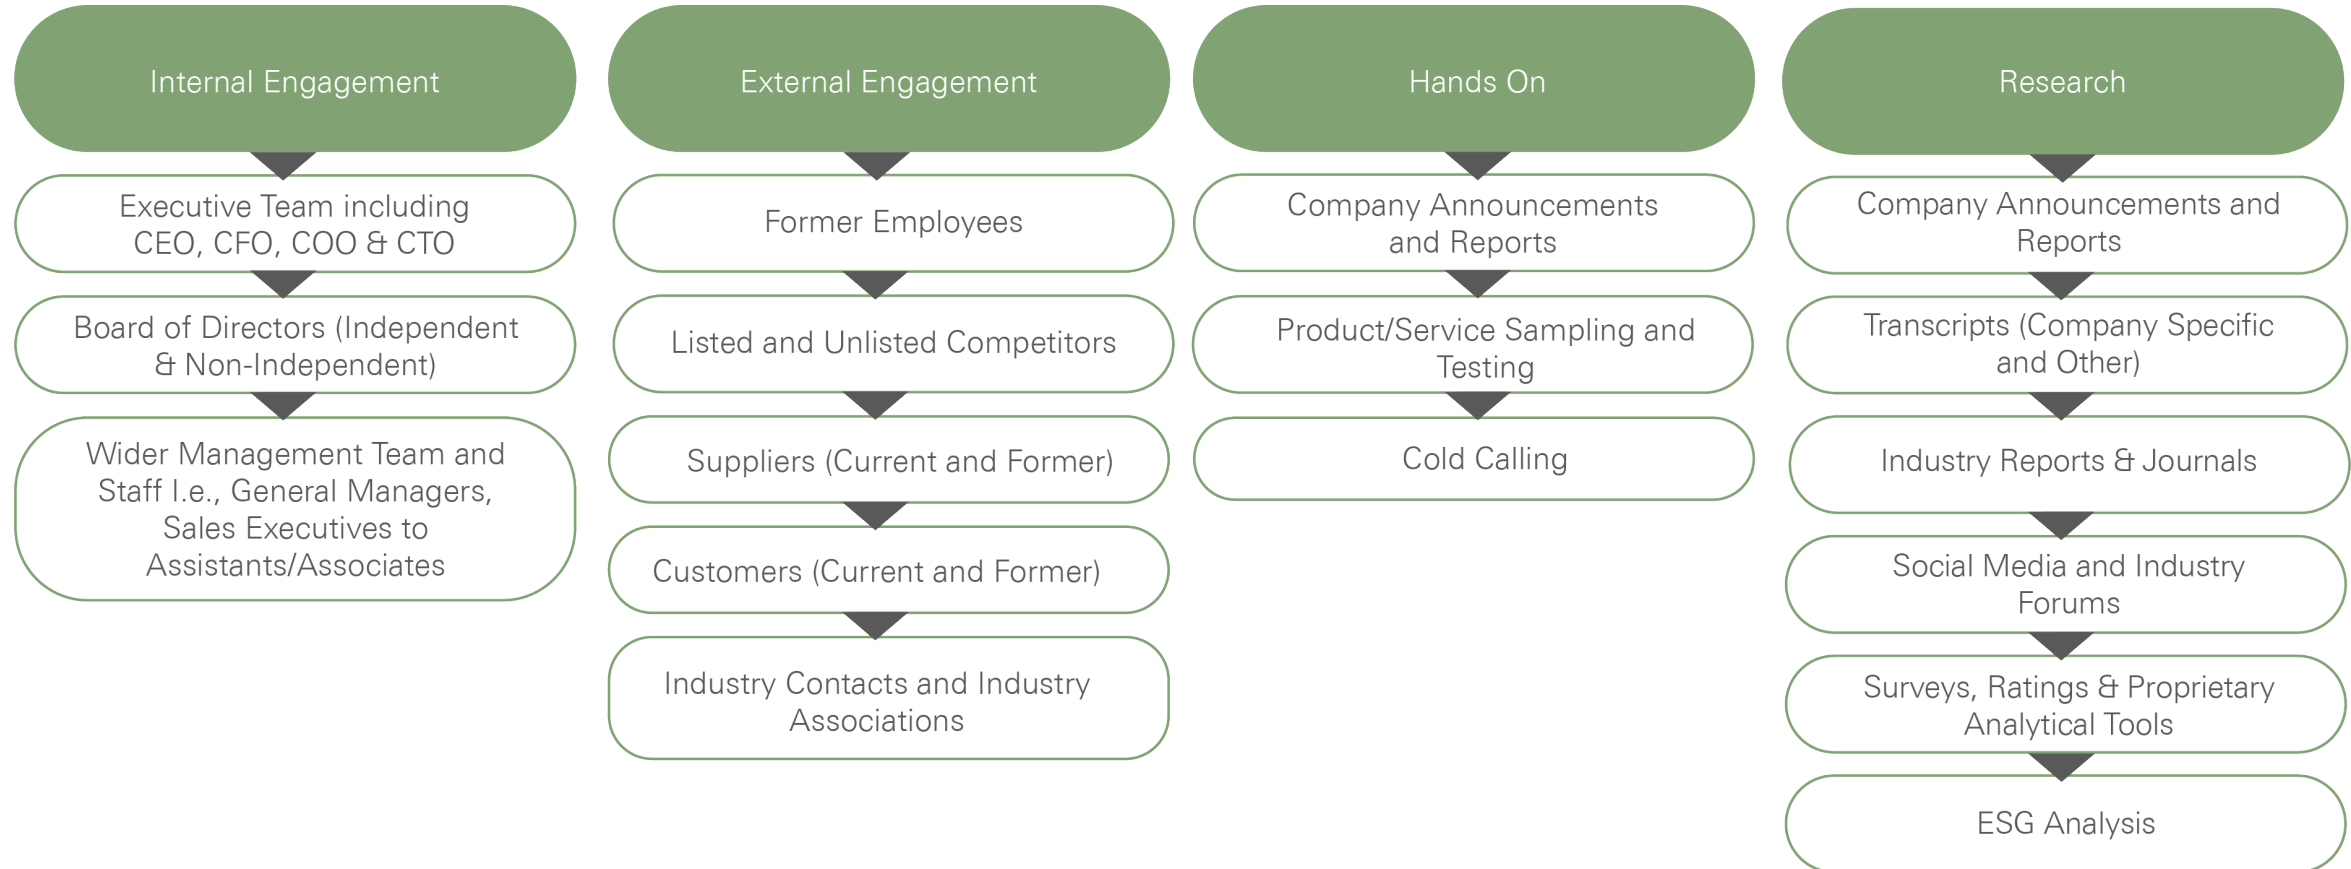 Internal Engagement
Executive Team including
CEO, CFO, COO & CTO
Board of Directors (Independent
& Non-Independent)
Wider Management Team and
Staff I.e., General Managers,
Sales Executives to
Assistants/Associates
External Engagement
Former Employees
Listed and Unlisted Competitors
Suppliers (Current and Former)
Customers (Current and Former)
Industry Contacts and Industry
Associations
Hands On
Company Announcements
and Reports
Product/Service Sampling and
Testing
Cold Calling
Research
Company Announcements and
Reports
Transcripts (Company Specific
and Other)
Industry Reports & Journals
Social Media and Industry
Forums
Surveys, Ratings & Proprietary
Analytical Tools
ESG Analysis